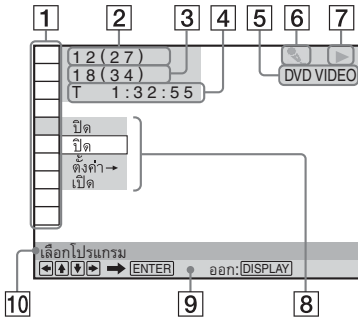 1 2 3 4 5 6 7
12(27)
18(34)
T 1:32:55
DVD VIDEO
ปิด
ปิด
ตั้งค่า→
เปิด
เลือกโปรแกรม
←↑↓→ ➡ ENTER ออก: DISPLAY
10 9 8